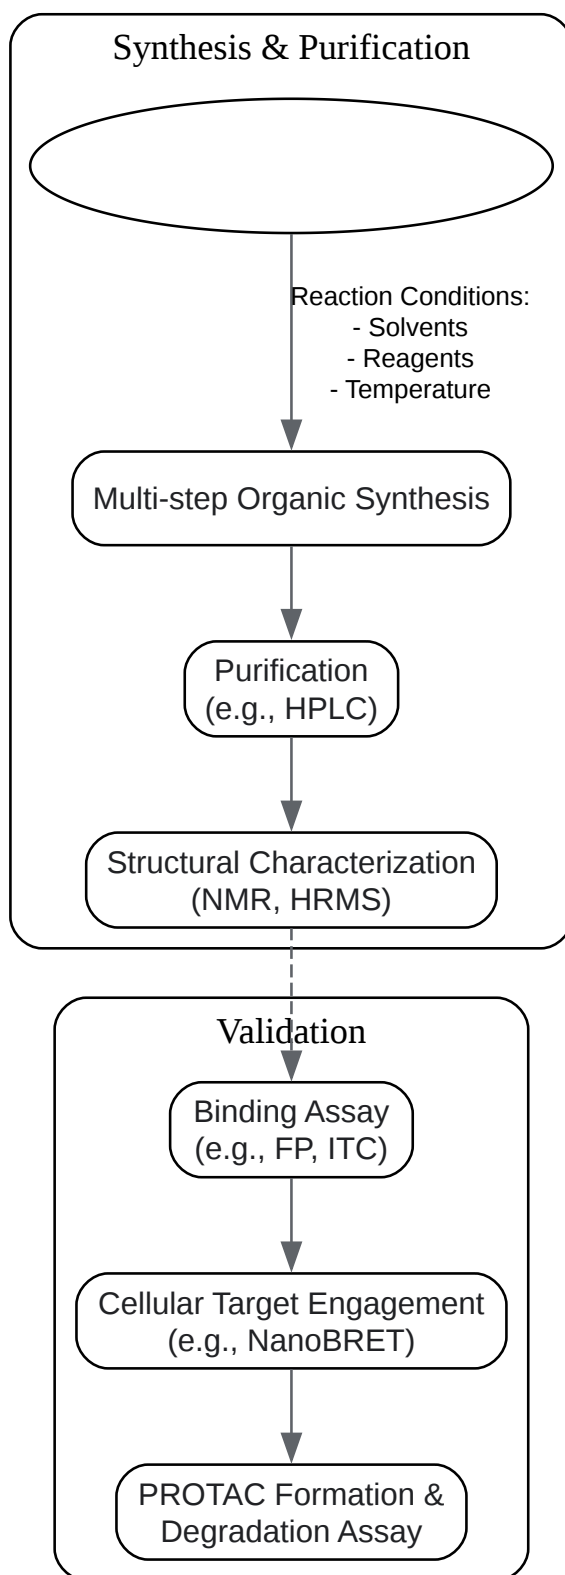 Synthesis & Purification
Reaction Conditions:
- Solvents
- Reagents
- Temperature
Multi-step Organic Synthesis
Purification
(e.g., HPLC)
Structural Characterization
(NMR, HRMS)
Validation
Binding Assay
(e.g., FP, ITC)
Cellular Target Engagement
(e.g., NanoBRET)
PROTAC Formation &
Degradation Assay